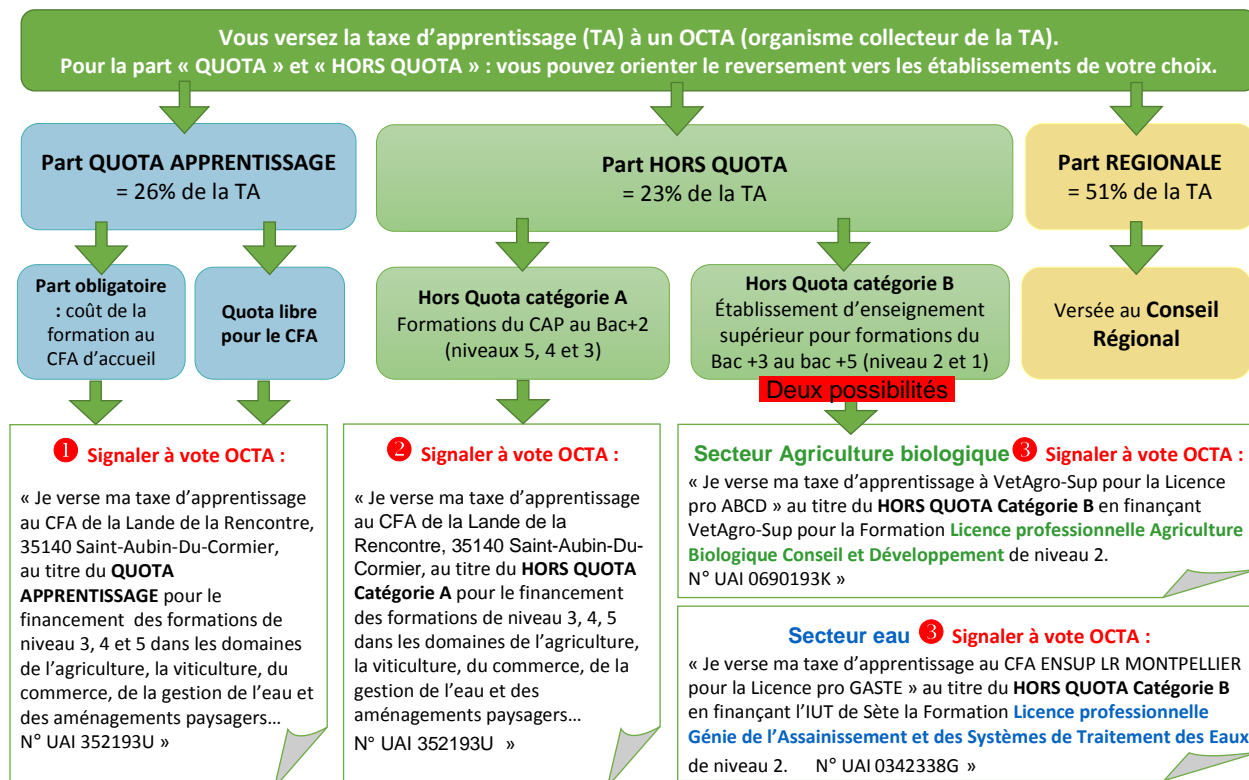 Vous versez la taxe d’apprentissage (TA) à un OCTA (organisme collecteur de la TA).
Pour la part « QUOTA » et « HORS QUOTA » : vous pouvez orienter le reversement vers les établissements de votre choix.
Part QUOTA APPRENTISSAGE
= 26% de la TA
Part HORS QUOTA
= 23% de la TA
Part REGIONALE
= 51% de la TA
Part obligatoire
: coût de la
formation au
CFA d’accueil
Quota libre
pour le CFA
Hors Quota catégorie A
Formations du CAP au Bac+2
(niveaux 5, 4 et 3)
Hors Quota catégorie B
Établissement d’enseignement
supérieur pour formations du
Bac +3 au bac +5 (niveau 2 et 1)
Deux possibilités
Versée au Conseil
Régional
1 Signaler à vote OCTA :
« Je verse ma taxe d’apprentissage
au CFA de la Lande de la Rencontre,
35140 Saint-Aubin-Du-Cormier,
au titre du QUOTA
APPRENTISSAGE pour le
financement des formations de
niveau 3, 4 et 5 dans les domaines
de l’agriculture, la viticulture, du
commerce, de la gestion de l’eau et
des aménagements paysagers…
N° UAI 352193U »
2 Signaler à vote OCTA :
« Je verse ma taxe d’apprentissage
au CFA de la Lande de la
Rencontre, 35140 Saint-Aubin-Du-
Cormier, au titre du HORS QUOTA
Catégorie A pour le financement
des formations de niveau 3, 4, 5
dans les domaines de l’agriculture,
la viticulture, du commerce, de la
gestion de l’eau et des
aménagements paysagers…
N° UAI 352193U »
Secteur Agriculture biologique 3 Signaler à vote OCTA :
« Je verse ma taxe d’apprentissage à VetAgro-Sup pour la Licence
pro ABCD » au titre du HORS QUOTA Catégorie B en finançant
VetAgro-Sup pour la Formation Licence professionnelle Agriculture
Biologique Conseil et Développement de niveau 2.
N° UAI 0690193K »
Secteur eau 3 Signaler à vote OCTA :
« Je verse ma taxe d’apprentissage au CFA ENSUP LR MONTPELLIER
pour la Licence pro GASTE » au titre du HORS QUOTA Catégorie B
en finançant l’IUT de Sète la Formation Licence professionnelle
Génie de l’Assainissement et des Systèmes de Traitement des Eaux
de niveau 2. N° UAI 0342338G »